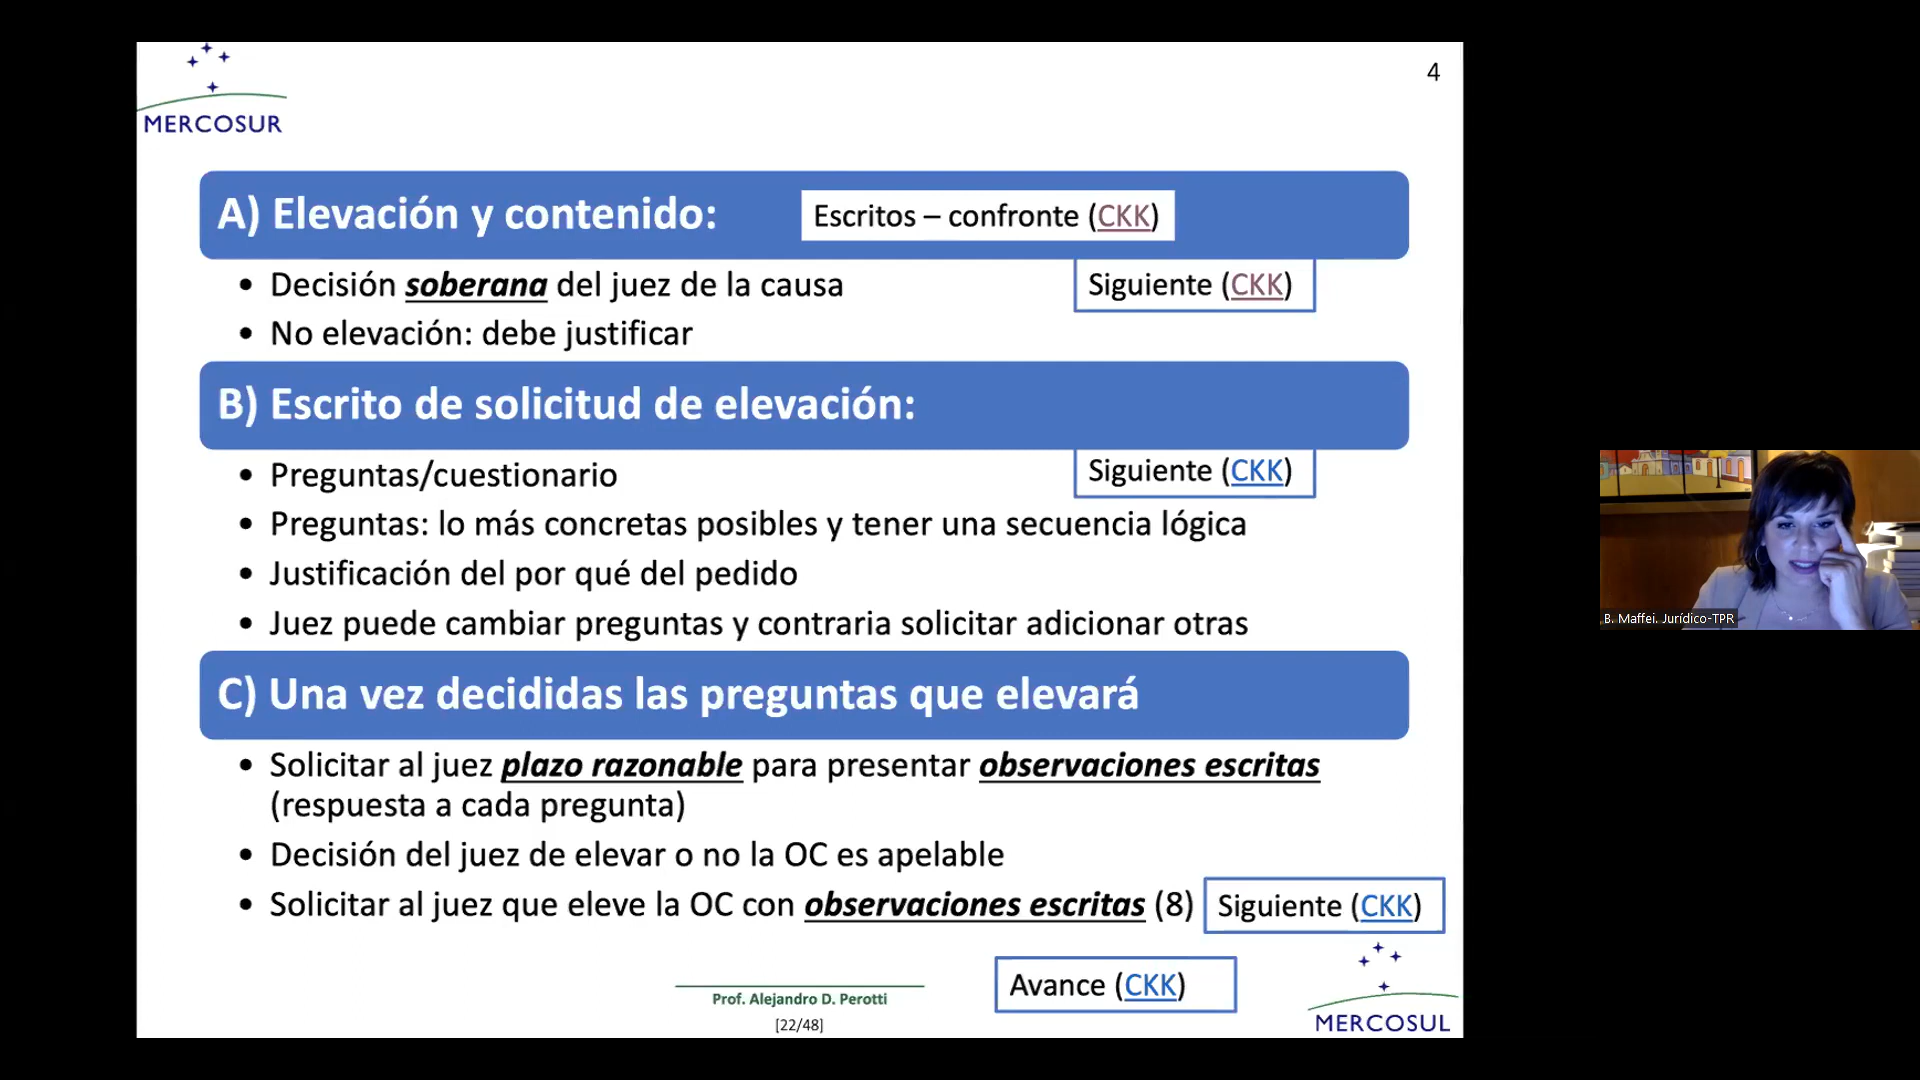 4
MERCOSUR
A) Elevación y contenido:
Escritos – confronte (CKK)
• Decisión soberana del juez de la causa
Siguiente (CKK)
• No elevación: debe justificar
B) Escrito de solicitud de elevación:
• Preguntas/cuestionario
Siguiente (CKK)
• Preguntas: lo más concretas posibles y tener una secuencia lógica
• Justificación del por qué del pedido
• Juez puede cambiar preguntas y contraria solicitar adicionar otras
C) Una vez decididas las preguntas que elevará
• Solicitar al juez plazo razonable para presentar observaciones escritas
(respuesta a cada pregunta)
• Decisión del juez de elevar o no la OC es apelable
• Solicitar al juez que eleve la OC con observaciones escritas (8)
Siguiente (CKK)
Avance (CKK)
Prof. Alejandro D. Perotti
[22/48]
MERCOSUL
B. Maffei. Jurídico-TPR